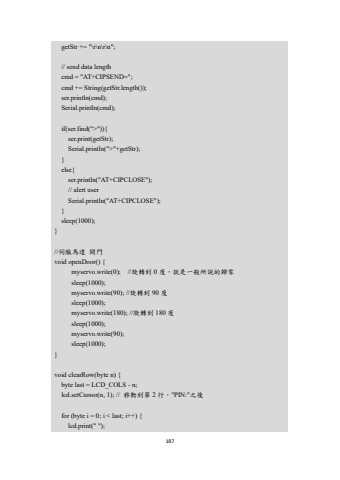 getStr += "\r\n\r\n";
// send data length
cmd = "AT+CIPSEND=";
cmd += String(getStr.length());
ser.println(cmd);
Serial.println(cmd);
if(ser.find(">")){
ser.print(getStr);
Serial.println(">"+getStr);
}
else{
ser.println("AT+CIPCLOSE");
// alert user
Serial.println("AT+CIPCLOSE");
}
sleep(1000);
}
//伺服馬達 開門
void openDoor() {
myservo.write(0); //旋轉到 0 度，就是一般所說的歸零
sleep(1000);
myservo.write(90); //旋轉到 90 度
sleep(1000);
myservo.write(180); //旋轉到 180 度
sleep(1000);
myservo.write(90);
sleep(1000);
}
void clearRow(byte n) {
byte last = LCD_COLS - n;
lcd.setCursor(n, 1); // 移動到第 2 行，"PIN:"之後
for (byte i = 0; i < last; i++) {
lcd.print(" ");
187